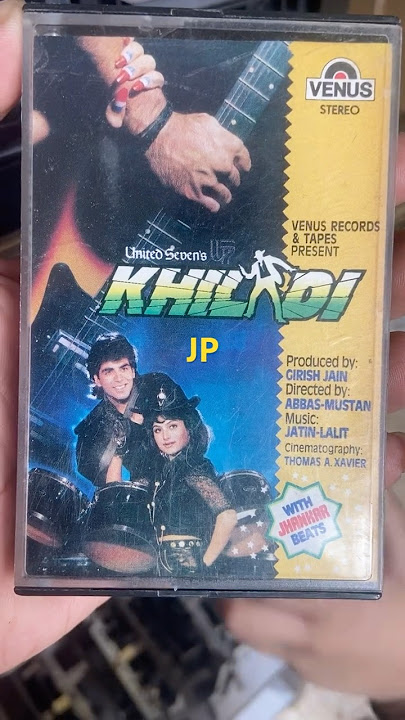 VENUS
STEREO
VENUS RECORDS
& TAPES
PRESENT
United Seven's
KHILADI
JP
Produced by:
GIRISH JAIN
Directed by:
ABBAS-MUSTAN
Music:
JATIN-LALIT
Cinematography:
THOMAS A. XAVIER
WITH
JHANKAR
BEATS